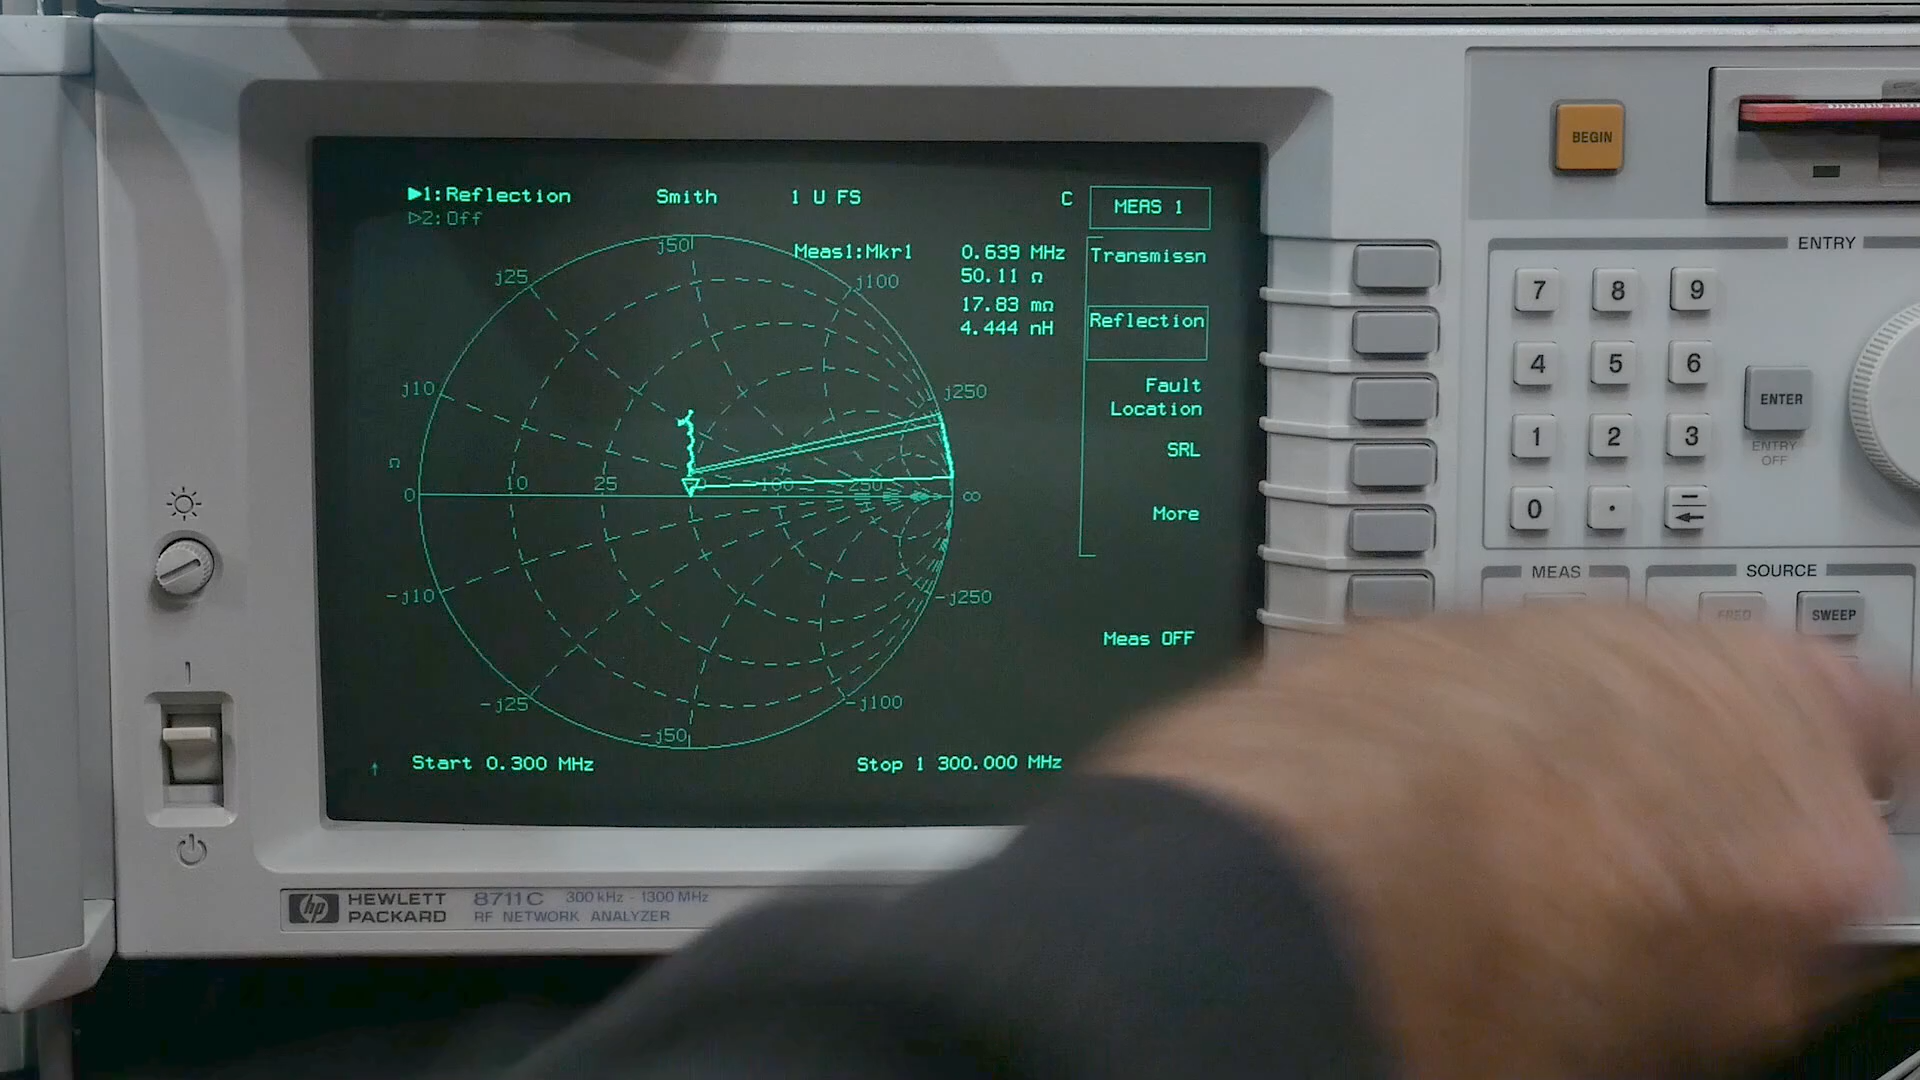 ▶1:Reflection Smith 1 U FS C
▷2:Off
MEAS 1
Meas1:Mkr1 0.639 MHz
50.11 Ω
17.83 mΩ
4.444 nH
Transmissn
Reflection
Fault
Location
SRL
More
Meas OFF
j50
j25
j100
j10
j250
Ω
0
10
25
100
250
∞
-j10
-j250
-j25
-j100
-j50
Start 0.300 MHz
Stop 1 300.000 MHz
hp HEWLETT
PACKARD
8711C 300 kHz - 1300 MHz
RF NETWORK ANALYZER
BEGIN
ENTRY
7 8 9
4 5 6
1 2 3
0 .
ENTER
ENTRY
OFF
MEAS
SOURCE
FREQ
SWEEP